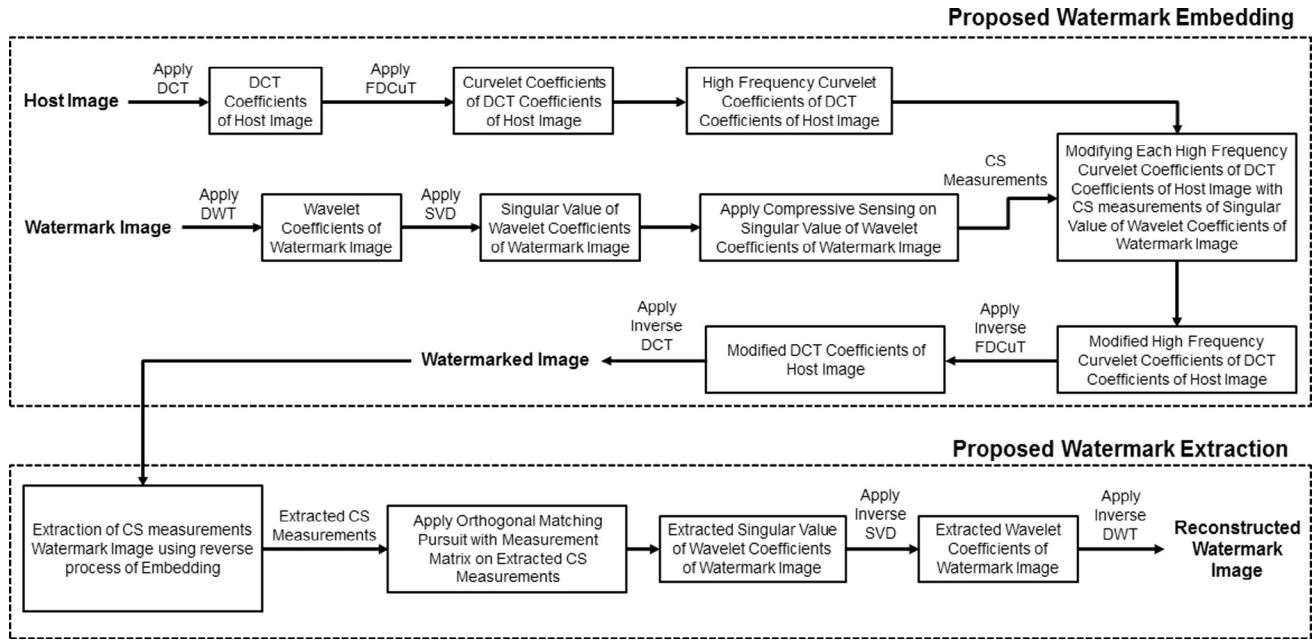 Proposed Watermark Embedding
Host Image
Apply
DCT
DCT
Coefficients
of Host Image
Apply
FDCuT
Curvelet Coefficients
of DCT Coefficients
of Host Image
High Frequency Curvelet
Coefficients of DCT
Coefficients of Host Image
Watermark Image
Apply
DWT
Wavelet
Coefficients of
Watermark Image
Apply
SVD
Singular Value of
Wavelet Coefficients
of Watermark Image
Apply Compressive Sensing on
Singular Value of Wavelet
Coefficients of Watermark Image
CS
Measurements
Modifying Each High Frequency
Curvelet Coefficients of DCT
Coefficients of Host Image with
CS measurements of Singular
Value of Wavelet Coefficients of
Watermark Image
Modified High Frequency
Curvelet Coefficients of DCT
Coefficients of Host Image
Apply
Inverse
FDCuT
Modified DCT Coefficients of
Host Image
Apply
Inverse
DCT
Watermarked Image
Proposed Watermark Extraction
Extraction of CS measurements
Watermark Image using reverse
process of Embedding
Extracted CS
Measurements
Apply Orthogonal Matching
Pursuit with Measurement
Matrix on Extracted CS
Measurements
Extracted Singular Value
of Wavelet Coefficients
of Watermark Image
Apply
Inverse
SVD
Extracted Wavelet
Coefficients of
Watermark Image
Apply
Inverse
DWT
Reconstructed
Watermark
Image